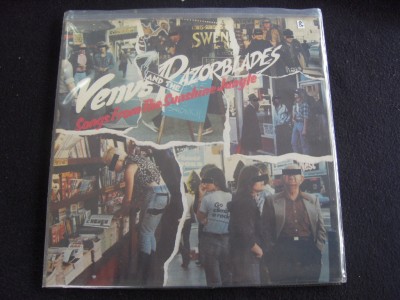 SWEN
Venus AND THE RAZORBLADES
Songs From The Sunshine Jungle